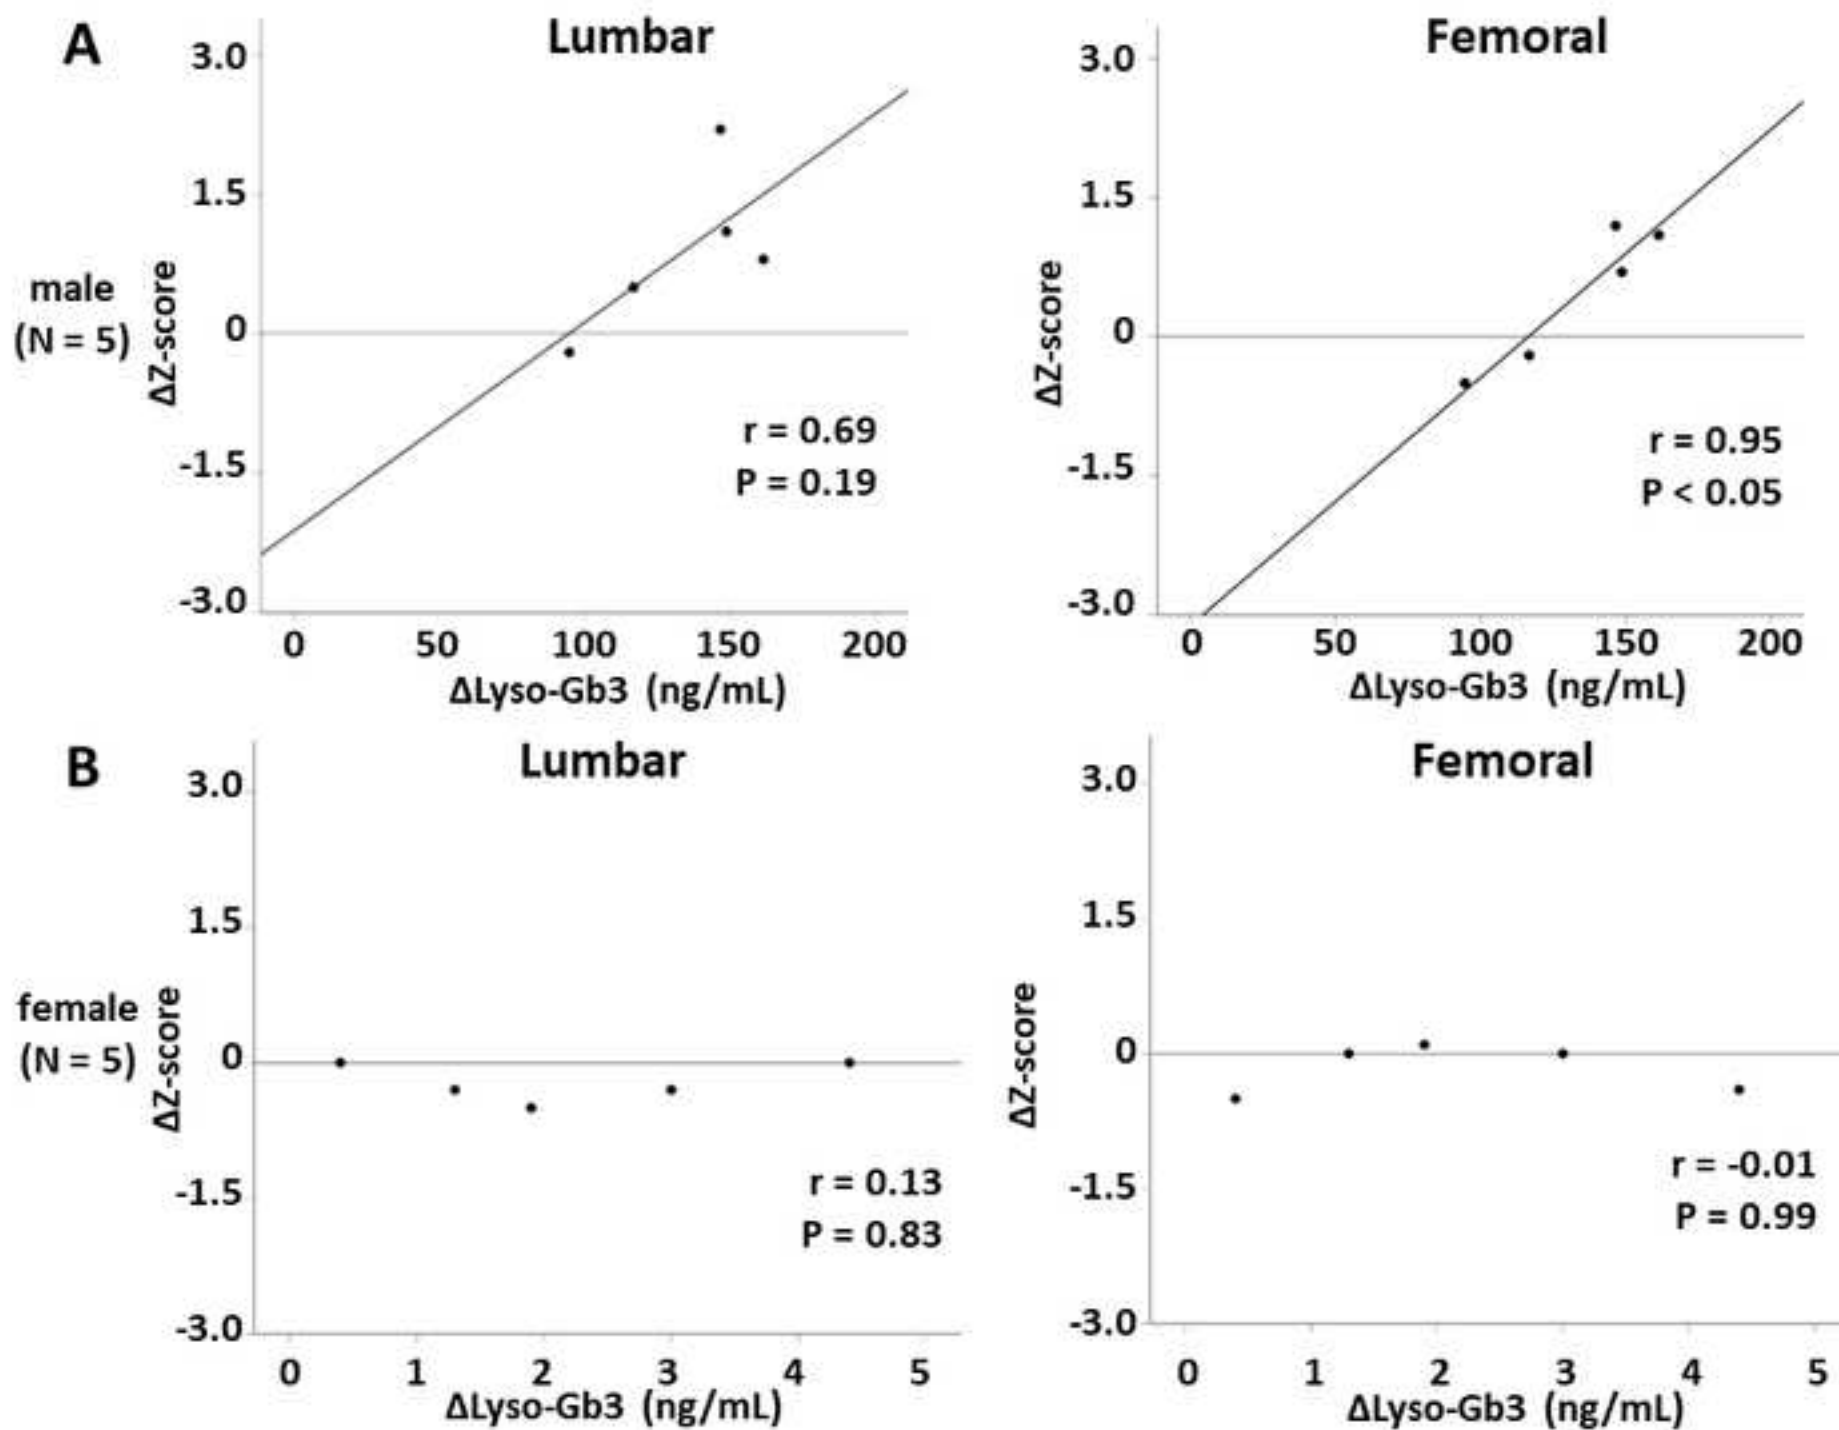 A
Lumbar
3.0
1.5
0
-1.5
-3.0
ΔZ-score
male
(N = 5)
r = 0.69
P = 0.19
0 50 100 150 200
ΔLyso-Gb3 (ng/mL)
Femoral
3.0
1.5
0
-1.5
-3.0
ΔZ-score
r = 0.95
P < 0.05
0 50 100 150 200
ΔLyso-Gb3 (ng/mL)
B
Lumbar
3.0
1.5
0
-1.5
-3.0
ΔZ-score
female
(N = 5)
r = 0.13
P = 0.83
0 1 2 3 4 5
ΔLyso-Gb3 (ng/mL)
Femoral
3.0
1.5
0
-1.5
-3.0
ΔZ-score
r = -0.01
P = 0.99
0 1 2 3 4 5
ΔLyso-Gb3 (ng/mL)